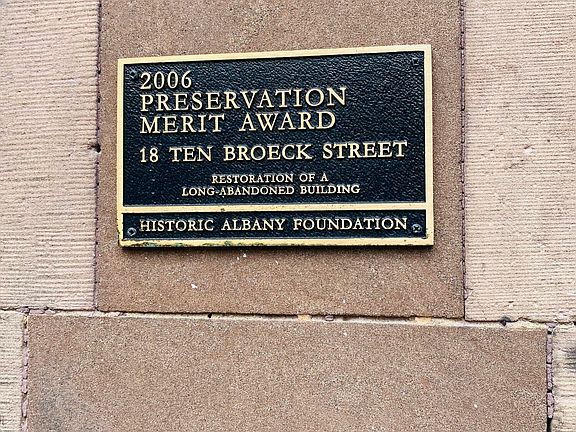 2006
PRESERVATION
MERIT AWARD
18 TEN BROECK STREET
RESTORATION OF A
LONG-ABANDONED BUILDING
HISTORIC ALBANY FOUNDATION